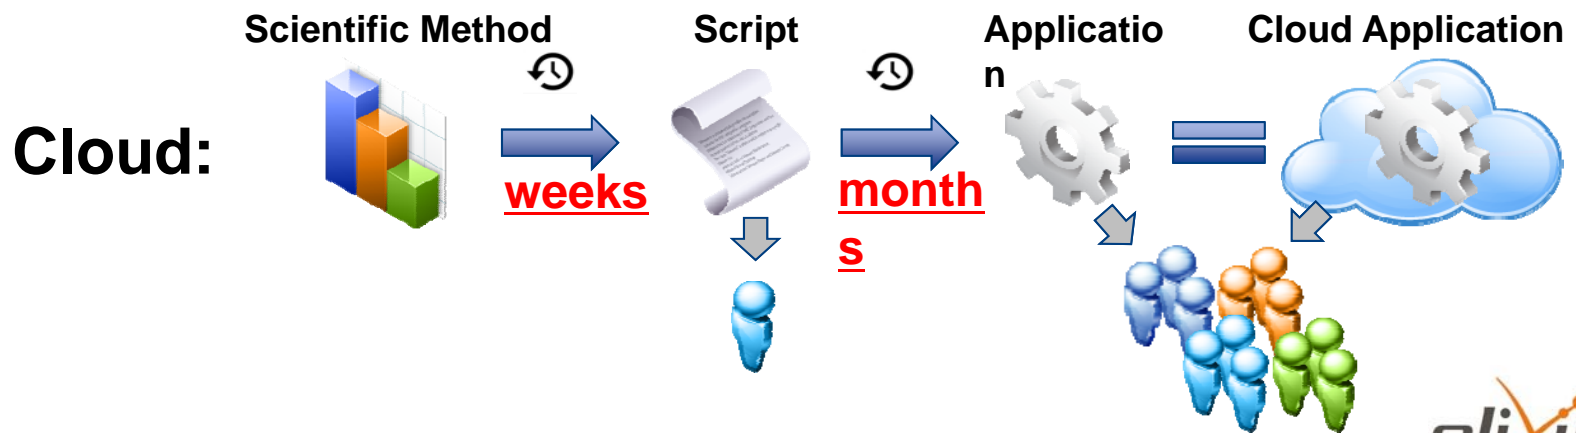 Scientific Method
Script
Applicatio
n
Cloud Application
Cloud:
weeks
month
s